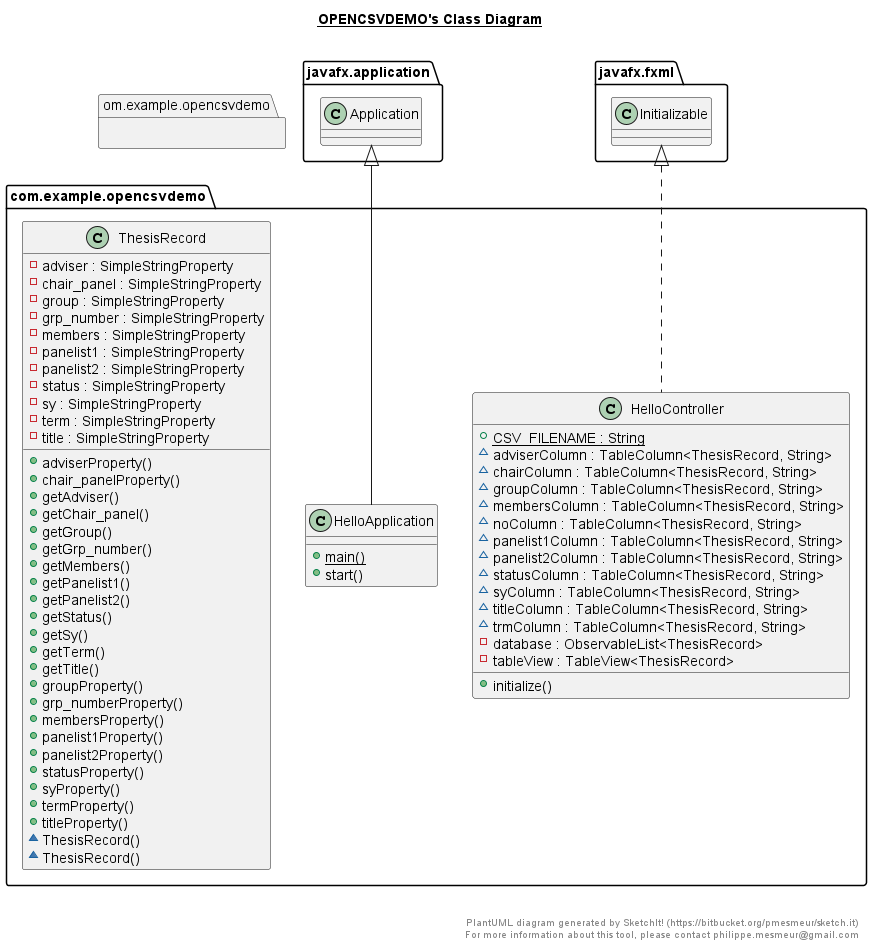 OPENCSVDEMO's Class Diagram
javafx.application
javafx.fxml
om.example.opencsvdemo
C Application
C Initializable
com.example.opencsvdemo
C ThesisRecord
adviser : SimpleStringProperty
chair_panel : SimpleStringProperty
group : SimpleStringProperty
grp_number : SimpleStringProperty
members : SimpleStringProperty
panelist1 : SimpleStringProperty
panelist2 : SimpleStringProperty
status : SimpleStringProperty
sy : SimpleStringProperty
term : SimpleStringProperty
title : SimpleStringProperty
adviserProperty()
chair_panelProperty()
getAdviser()
getChair_panel()
getGroup()
getGrp_number()
getMembers()
getPanelist1()
getPanelist2()
getStatus()
getSy()
getTerm()
getTitle()
groupProperty()
grp_numberProperty()
membersProperty()
panelist1Property()
panelist2Property()
statusProperty()
syProperty()
termProperty()
titleProperty()
ThesisRecord()
ThesisRecord()
C HelloApplication
main()
start()
C HelloController
CSV_FILENAME : String
adviserColumn : TableColumn<ThesisRecord, String>
chairColumn : TableColumn<ThesisRecord, String>
groupColumn : TableColumn<ThesisRecord, String>
membersColumn : TableColumn<ThesisRecord, String>
noColumn : TableColumn<ThesisRecord, String>
panelist1Column : TableColumn<ThesisRecord, String>
panelist2Column : TableColumn<ThesisRecord, String>
statusColumn : TableColumn<ThesisRecord, String>
syColumn : TableColumn<ThesisRecord, String>
titleColumn : TableColumn<ThesisRecord, String>
trmColumn : TableColumn<ThesisRecord, String>
database : ObservableList<ThesisRecord>
tableView : TableView<ThesisRecord>
initialize()
PlantUML diagram generated by SketchIt! (https://bitbucket.org/pmesmeur/sketch.it)
For more information about this tool, please contact philippe.mesmeur@gmail.com